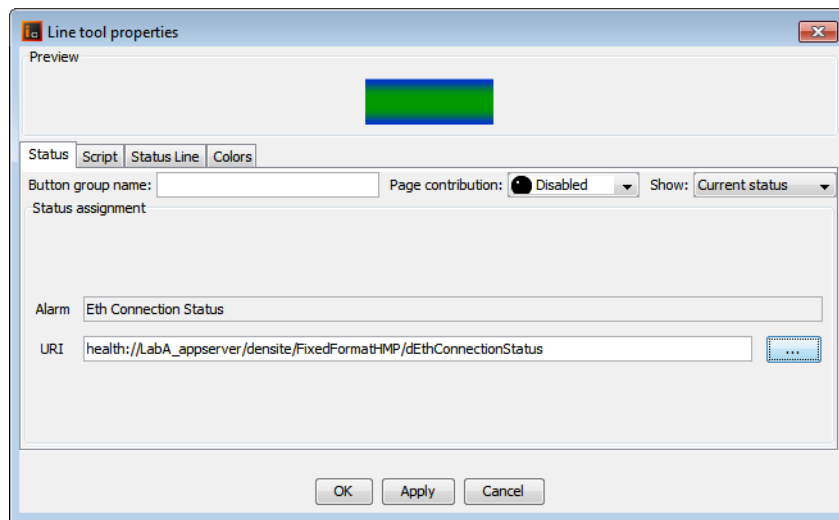 Line tool properties
Preview
Status Script Status Line Colors
Button group name: Page contribution: Disabled Show: Current status
Status assignment
Alarm Eth Connection Status
URI health://LabA_appserver/densite/FixedFormatHMP/dEthConnectionStatus ...
OK Apply Cancel